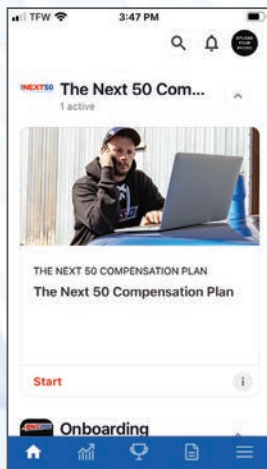 TFW 3:47 PM
UPLOAD
YOUR
PHOTO
NEXT50 The Next 50 Com...
1 active
THE NEXT 50 COMPENSATION PLAN
The Next 50 Compensation Plan
Start i
Onboarding